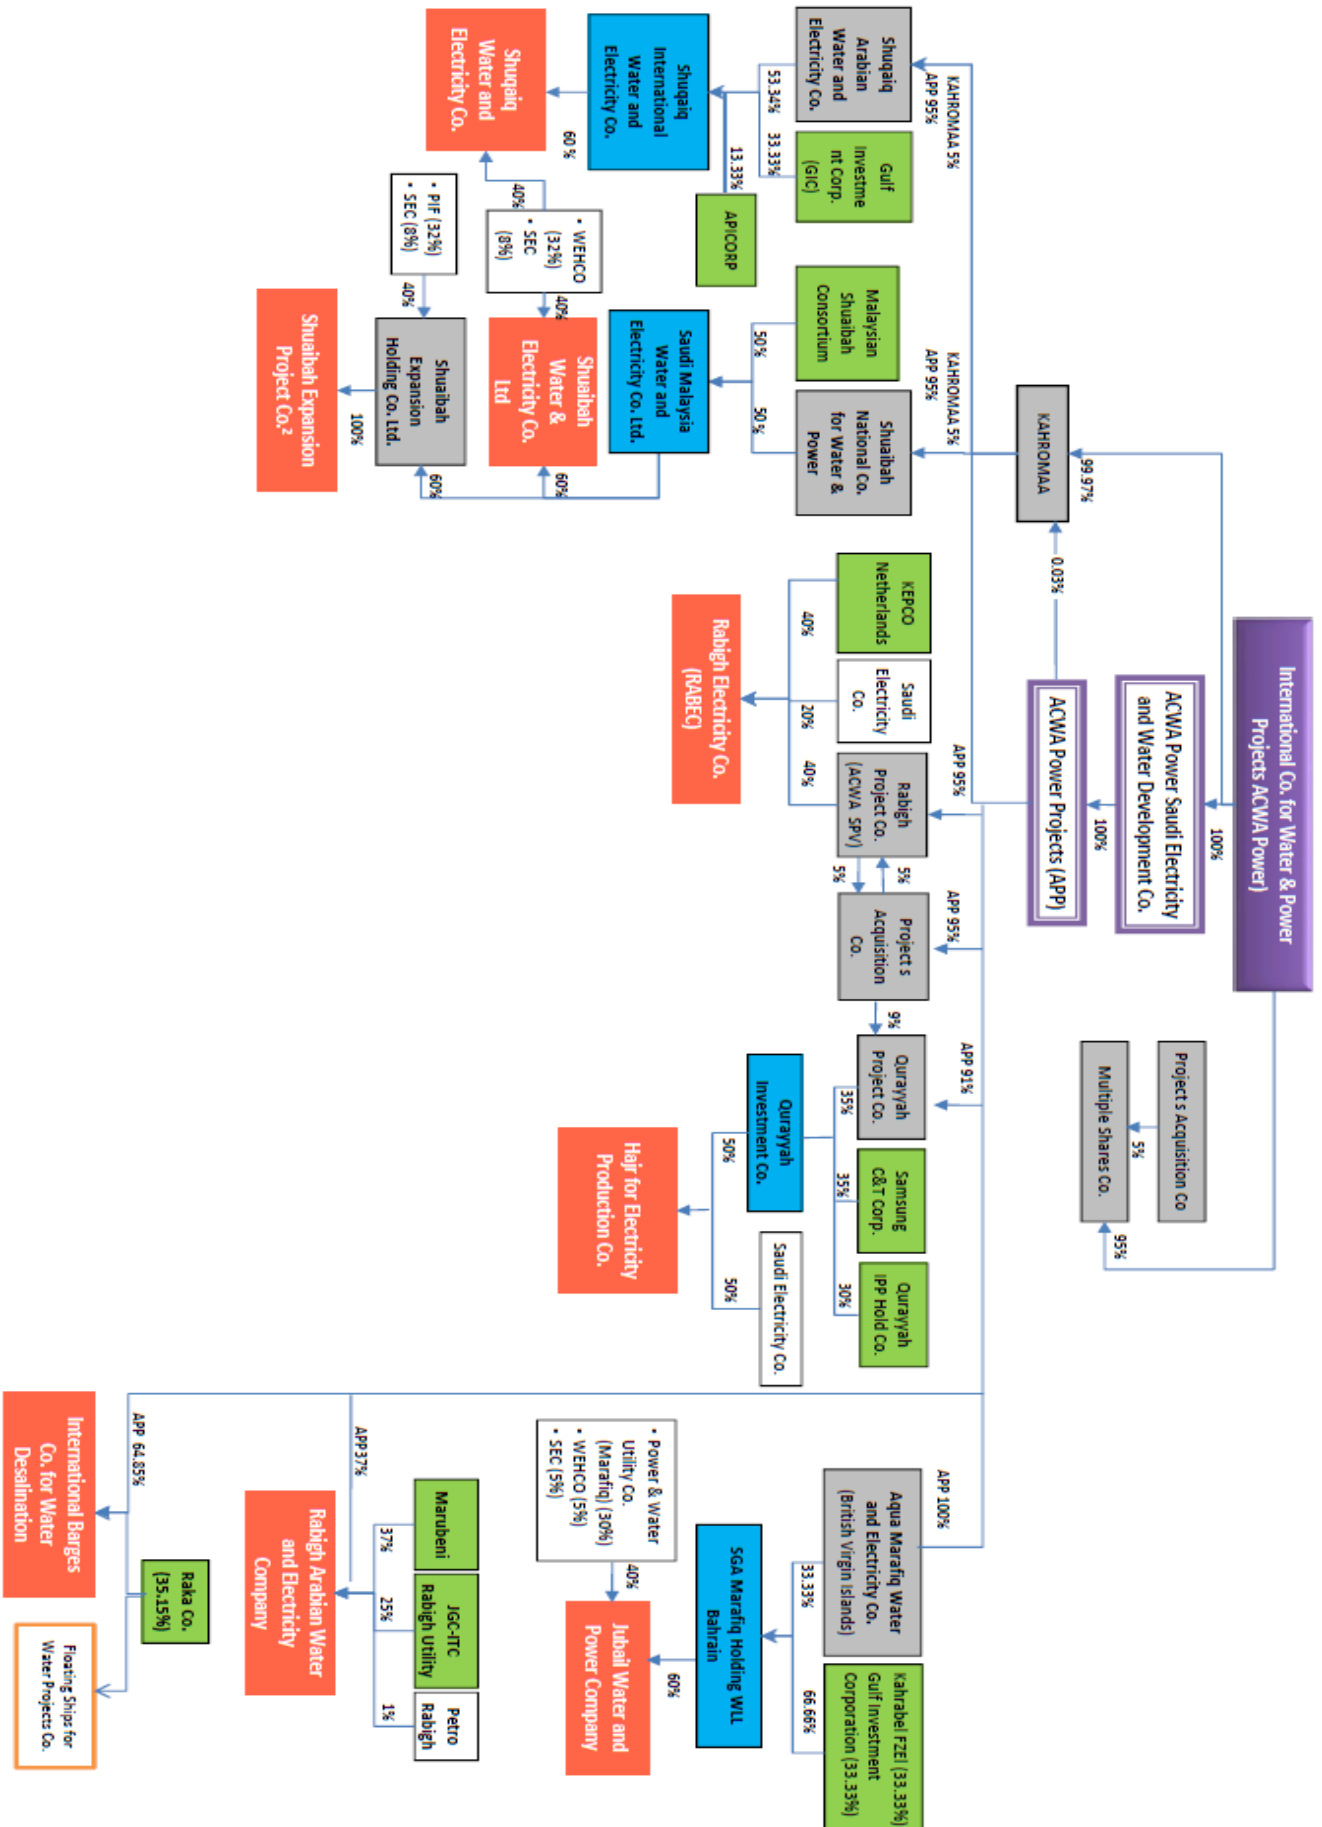 International Co. for Water & Power
Projects ACWA Power)
100%
ACWA Power Saudi Electricity
and Water Development Co.
100%
ACWA Power Projects (APP)
Project s Acquisition Co
5%
Multiple Shares Co.
95%
99.97%
0.03%
KAHROMAA
KAHROMAA 5%
APP 95%
KAHROMAA 5%
APP 95%
APP 95%
APP 95%
APP 91%
APP 100%
Shuqaiq
Arabian
Water and
Electricity Co.
Gulf
Investme
nt Corp.
(GIC)
53.34%
33.33%
13.33%
APICORP
Shuqaiq
International
Water and
Electricity Co.
60 %
Shuqaiq
Water and
Electricity Co.
40%
• WEHCO
(32%)
• SEC
(8%)
40%
Malaysian
Shuaibah
Consortium
Shuaibah
National Co.
for Water &
Power
50%
50 %
Saudi Malaysia
Water and
Electricity Co. Ltd.
Shuaibah
Water &
Electricity Co.
Ltd
60%
• PIF (32%)
• SEC (8%)
40%
Shuaibah
Expansion
Holding Co. Ltd.
60%
100%
Shuaibah Expansion
Project Co.²
KEPCO
Netherlands
Saudi
Electricity
Co.
Rabigh
Project Co.
(ACWA SPV)
5%
5%
Project s
Acquisition
Co.
9%
40%
20%
40%
Rabigh Electricity Co.
(RABEC)
Qurayyah
Project Co.
Samsung
C&T Corp.
Qurayyah
IPP Hold Co.
35%
35%
30%
Qurayyah
Investment Co.
Saudi Electricity Co.
50%
50%
Hajr for Electricity
Production Co.
Aqua Marafiq Water
and Electricity Co.
(British Virgin Islands)
Kahrabel FZEI (33.33%)
Gulf Investment
Corporation (33.33%)
33.33%
66.66%
SGA Marafiq Holding WLL
Bahrain
• Power & Water
Utility Co.
(Marafiq) (30%)
• WEHCO (5%)
• SEC (5%)
40%
60%
Jubail Water and
Power Company
APP37%
Marubeni
JGC-ITC
Rabigh Utility
Petro
Rabigh
37%
25%
1%
Rabigh Arabian Water
and Electricity
Company
APP 64.85%
Raka Co.
(35.15%)
International Barges
Co. for Water
Desalination
Floating Ships for
Water Projects Co.